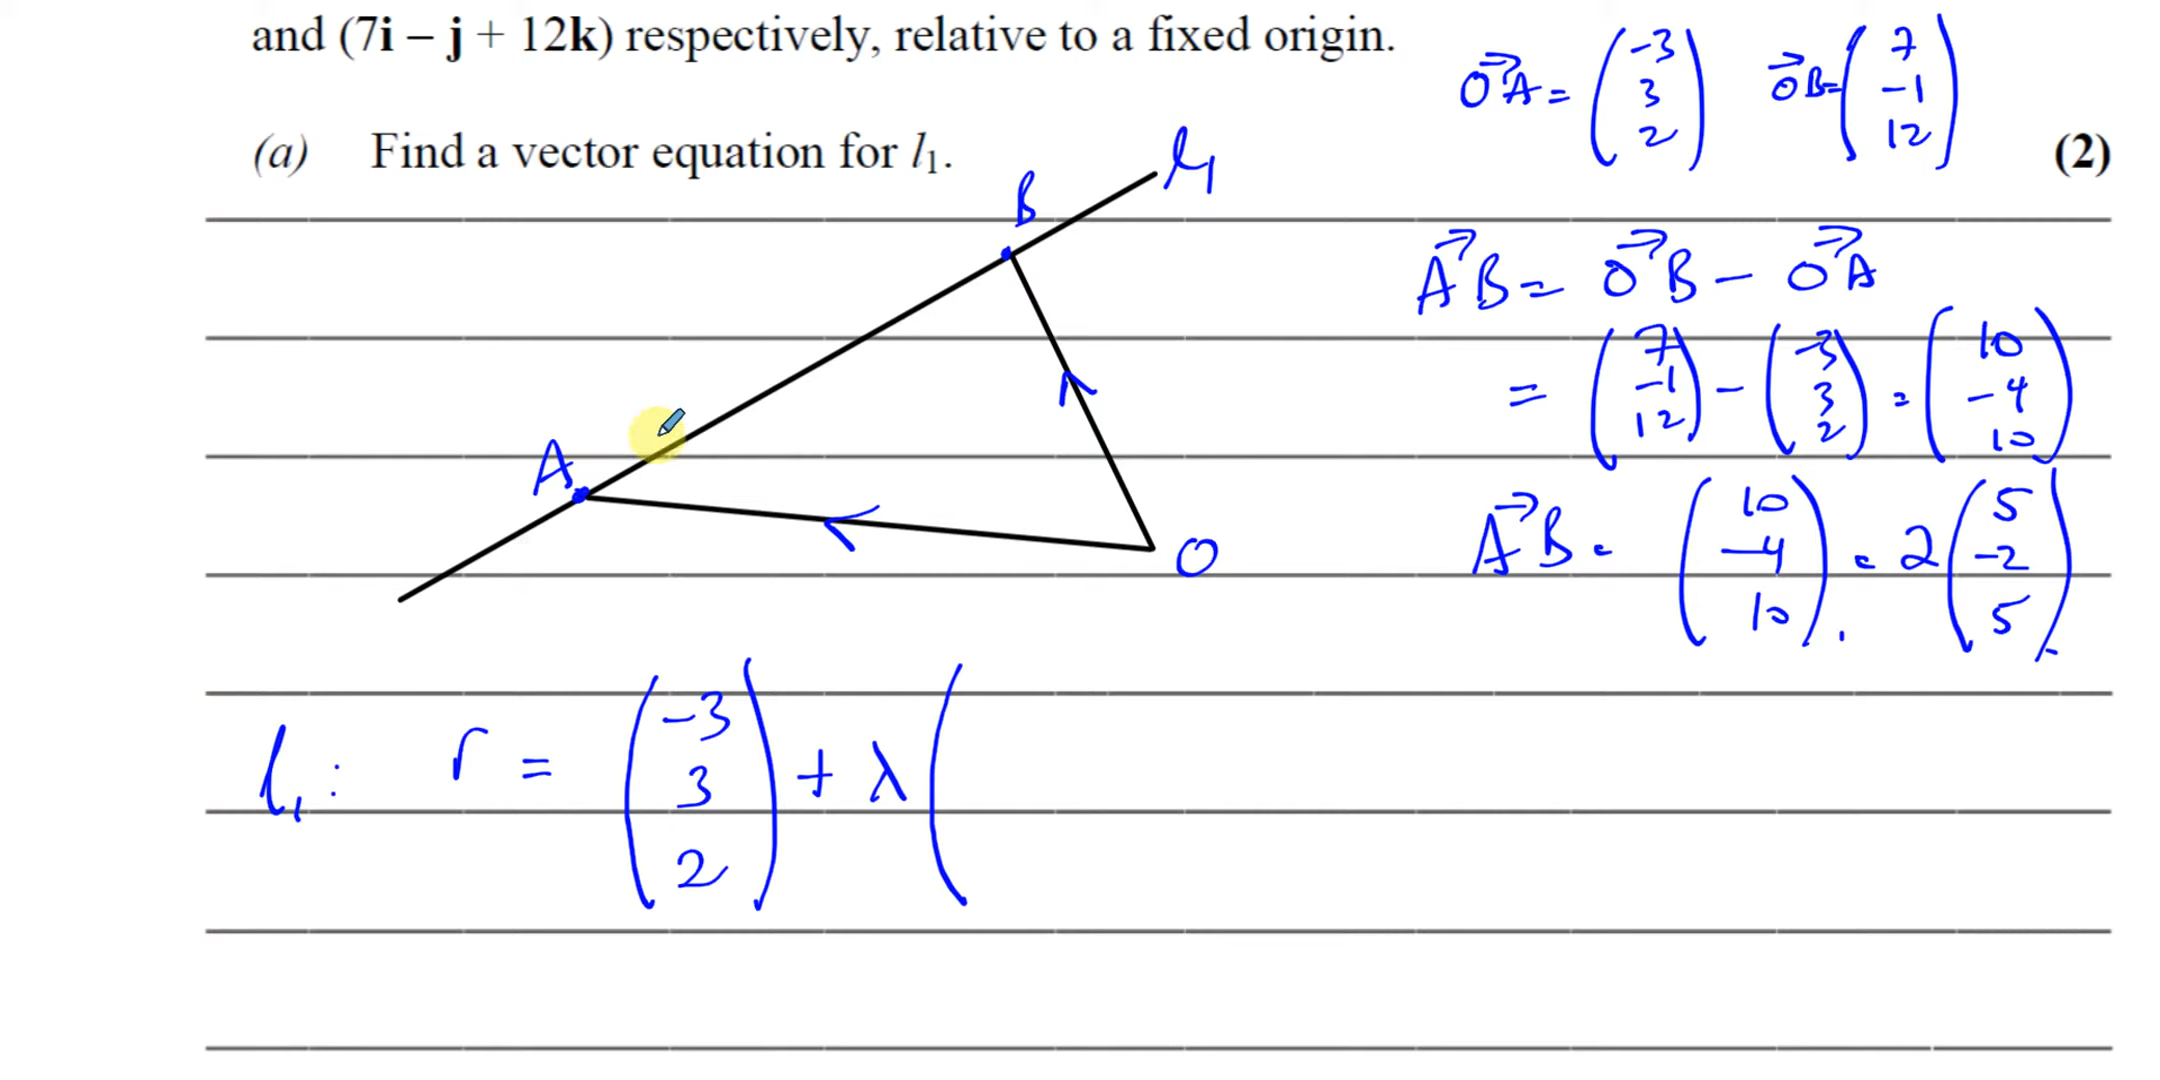 and (7i – j + 12k) respectively, relative to a fixed origin.
(a) Find a vector equation for l₁. (2)
OA⃗ = (-3 3 2) OB⃗ = (7 -1 12)
l₁
B
A
O
AB⃗ = OB⃗ - OA⃗
= (7 -1 12) - (-3 3 2) = (10 -4 10)
AB⃗ = (10 -4 10) = 2(5 -2 5)
l₁: r = (-3 3 2) + λ(